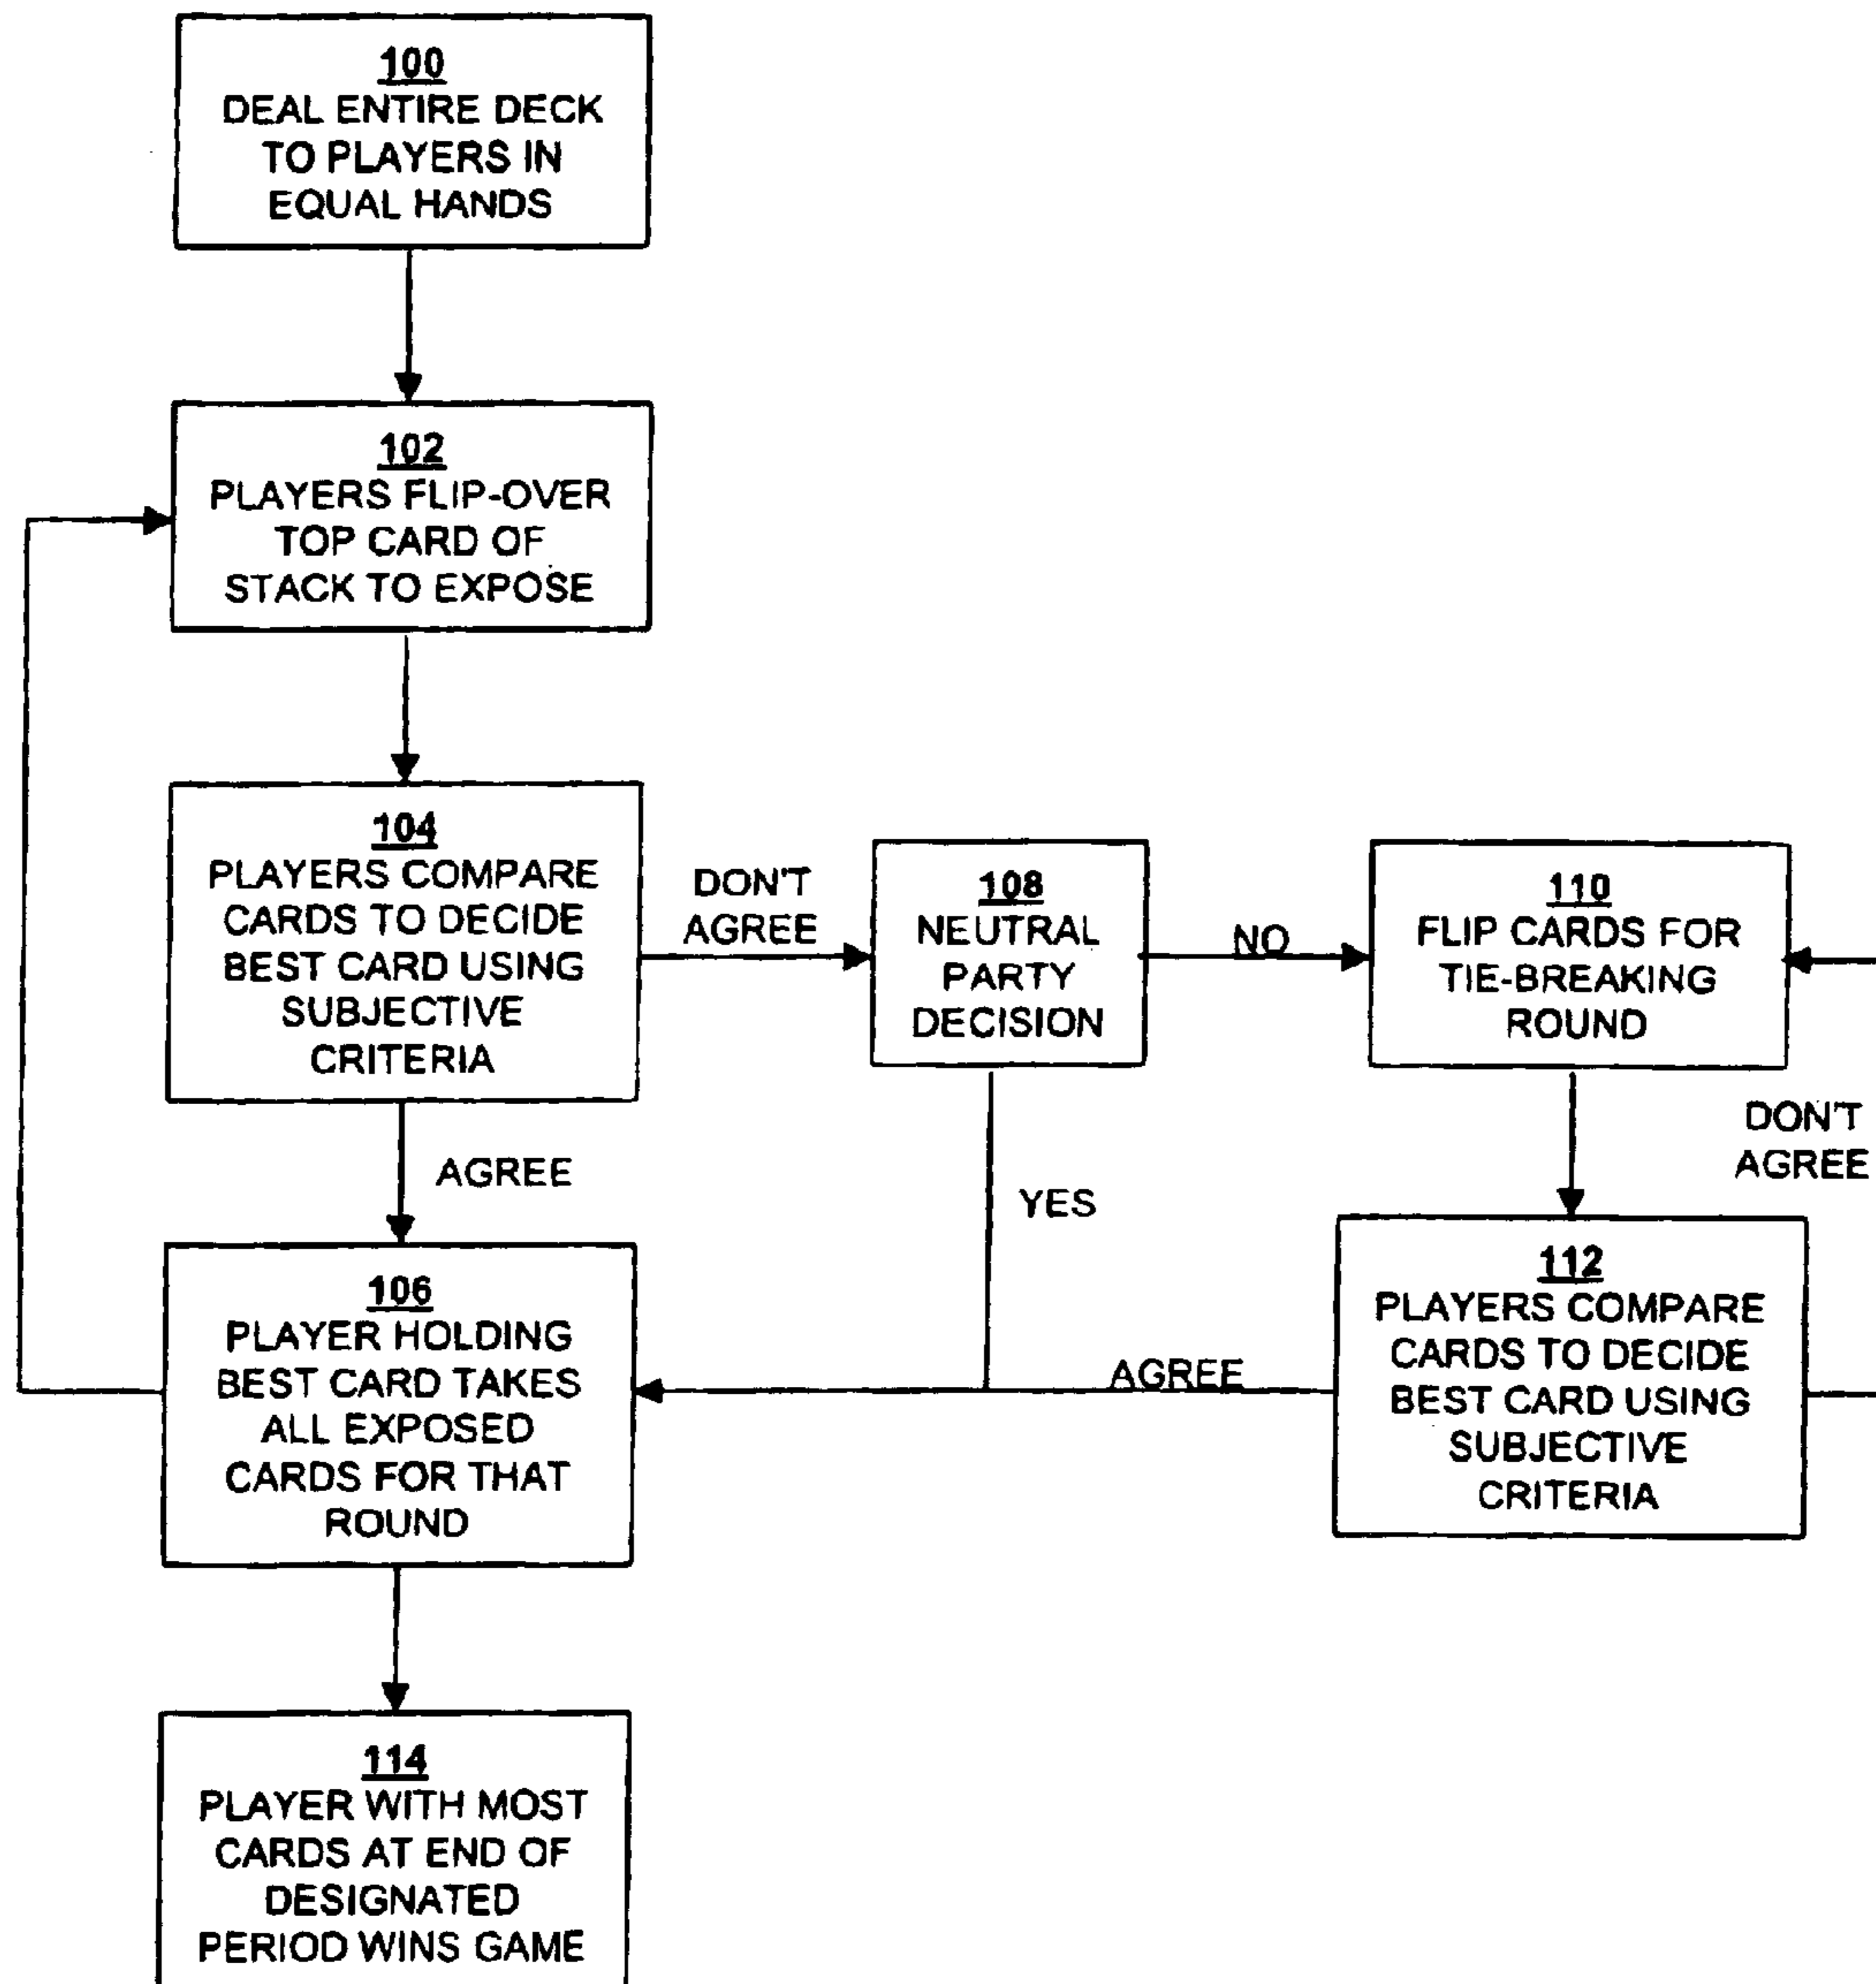 100
DEAL ENTIRE DECK
TO PLAYERS IN
EQUAL HANDS
102
PLAYERS FLIP-OVER
TOP CARD OF
STACK TO EXPOSE
104
PLAYERS COMPARE
CARDS TO DECIDE
BEST CARD USING
SUBJECTIVE
CRITERIA
DON'T
AGREE
108
NEUTRAL
PARTY
DECISION
NO
110
FLIP CARDS FOR
TIE-BREAKING
ROUND
AGREE
YES
DON'T
AGREE
106
PLAYER HOLDING
BEST CARD TAKES
ALL EXPOSED
CARDS FOR THAT
ROUND
AGREE
112
PLAYERS COMPARE
CARDS TO DECIDE
BEST CARD USING
SUBJECTIVE
CRITERIA
114
PLAYER WITH MOST
CARDS AT END OF
DESIGNATED
PERIOD WINS GAME